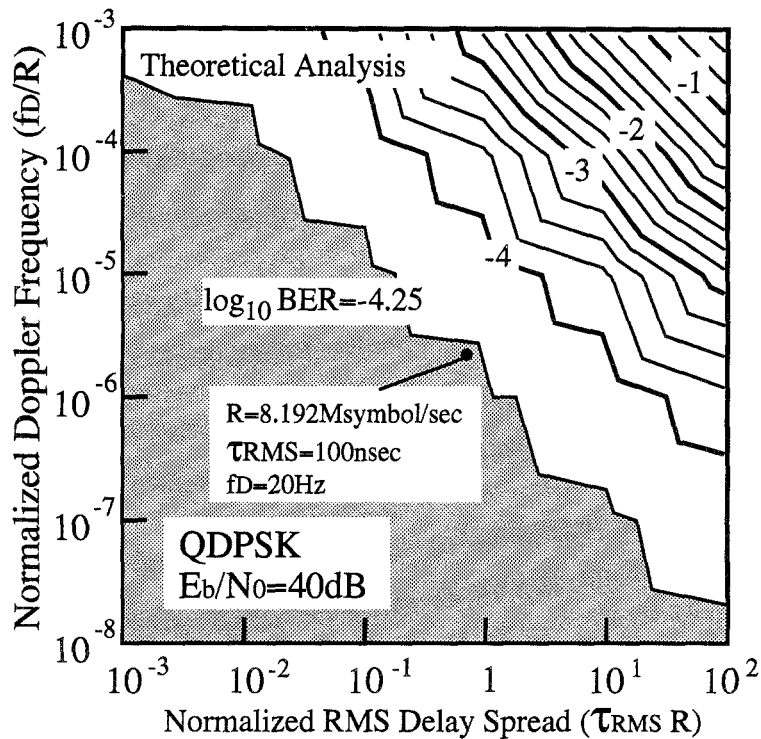 Theoretical Analysis
-1
-2
-3
-4
log₁₀ BER=-4.25
R=8.192Msymbol/sec
τRMS=100nsec
fD=20Hz
QDPSK
Eb/N0=40dB
Normalized Doppler Frequency (fD/R)
10⁻³
10⁻⁴
10⁻⁵
10⁻⁶
10⁻⁷
10⁻⁸
10⁻³ 10⁻² 10⁻¹ 1 10¹ 10²
Normalized RMS Delay Spread (τRMS R)